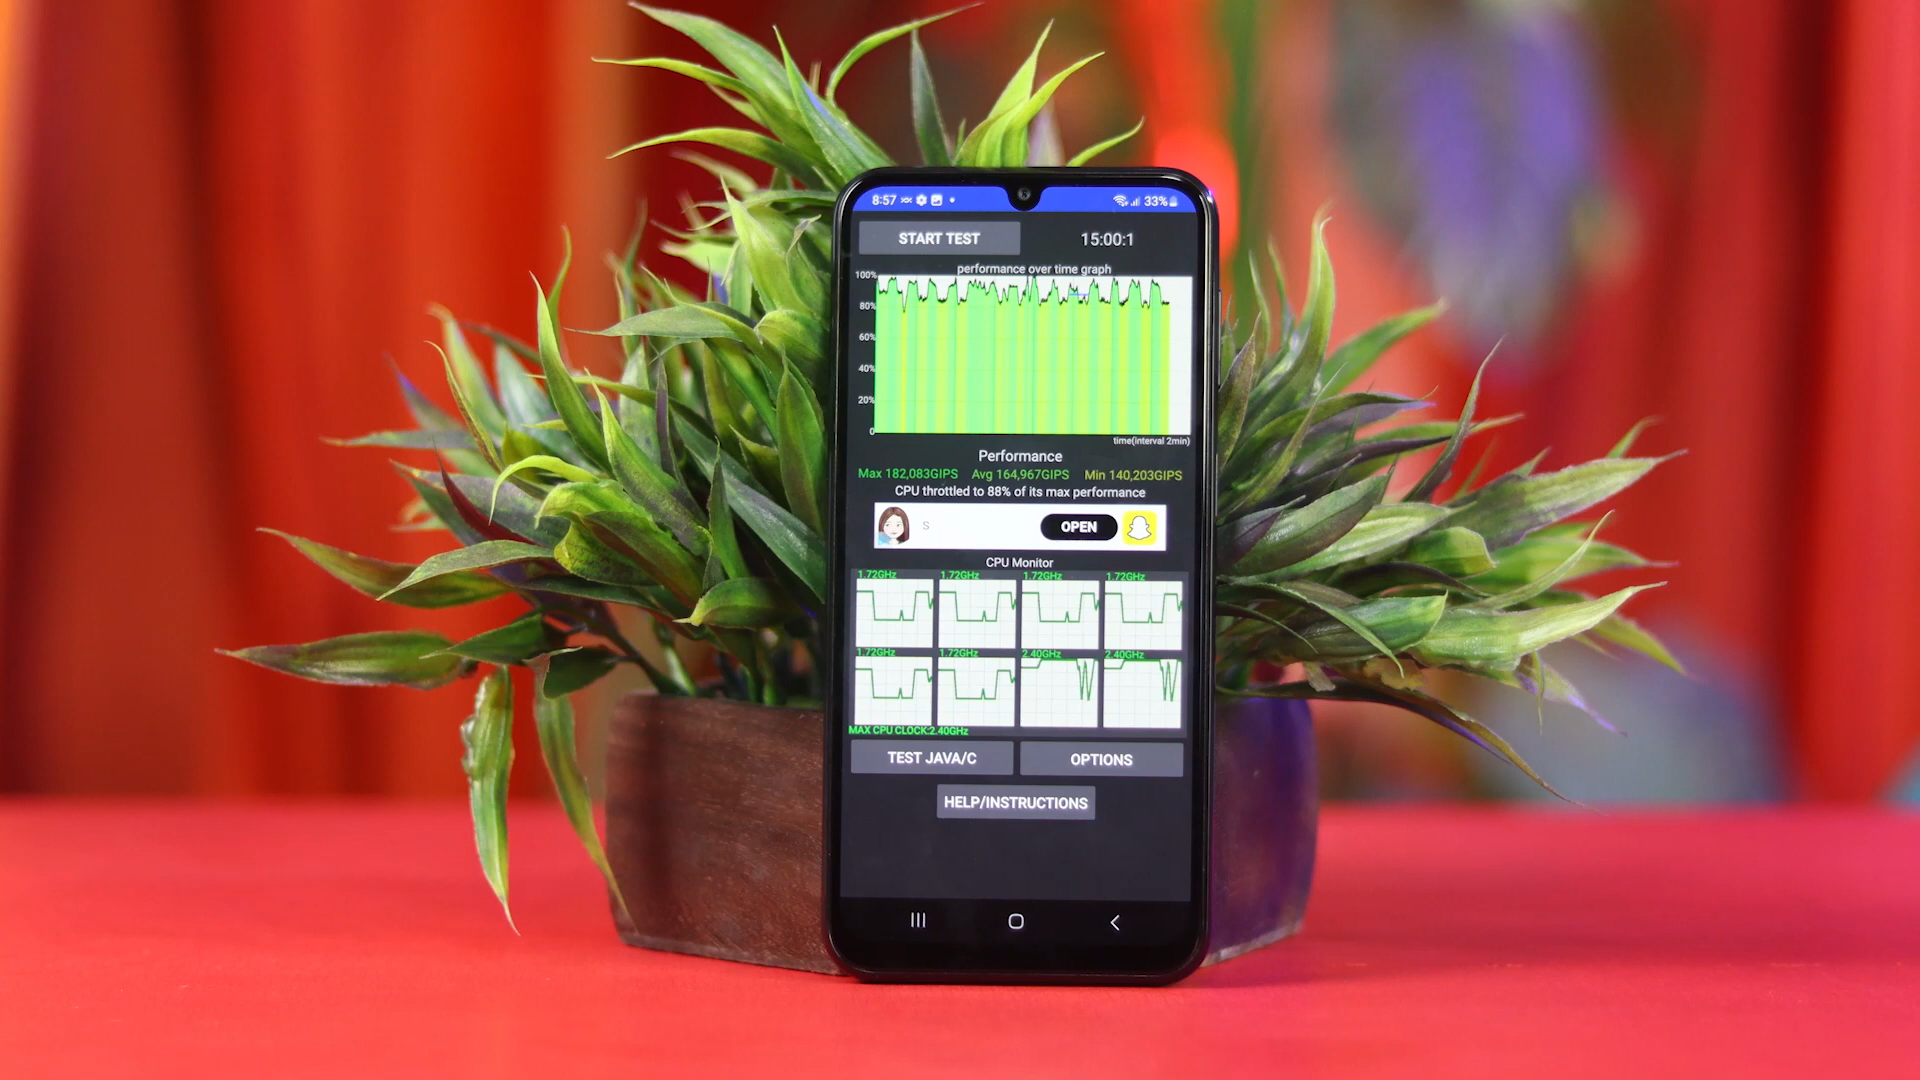 8:57 33%
START TEST 15:00:1
performance over time graph
100%
80%
60%
40%
20%
0
time(interval 2min)
Performance
Max 182,083GIPS Avg 164,967GIPS Min 140,203GIPS
CPU throttled to 88% of its max performance
S OPEN
CPU Monitor
1.72GHz 1.72GHz 1.72GHz 1.72GHz
1.72GHz 1.72GHz 2.40GHz 2.40GHz
MAX CPU CLOCK:2.40GHz
TEST JAVA/C OPTIONS
HELP/INSTRUCTIONS